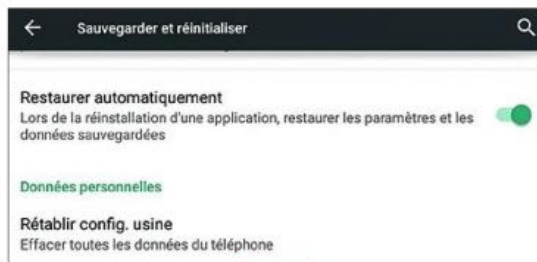 Sauvegarder et réinitialiser
Restaurer automatiquement
Lors de la réinstallation d'une application, restaurer les paramètres et les
données sauvegardées
Données personnelles
Rétablir config. usine
Effacer toutes les données du téléphone